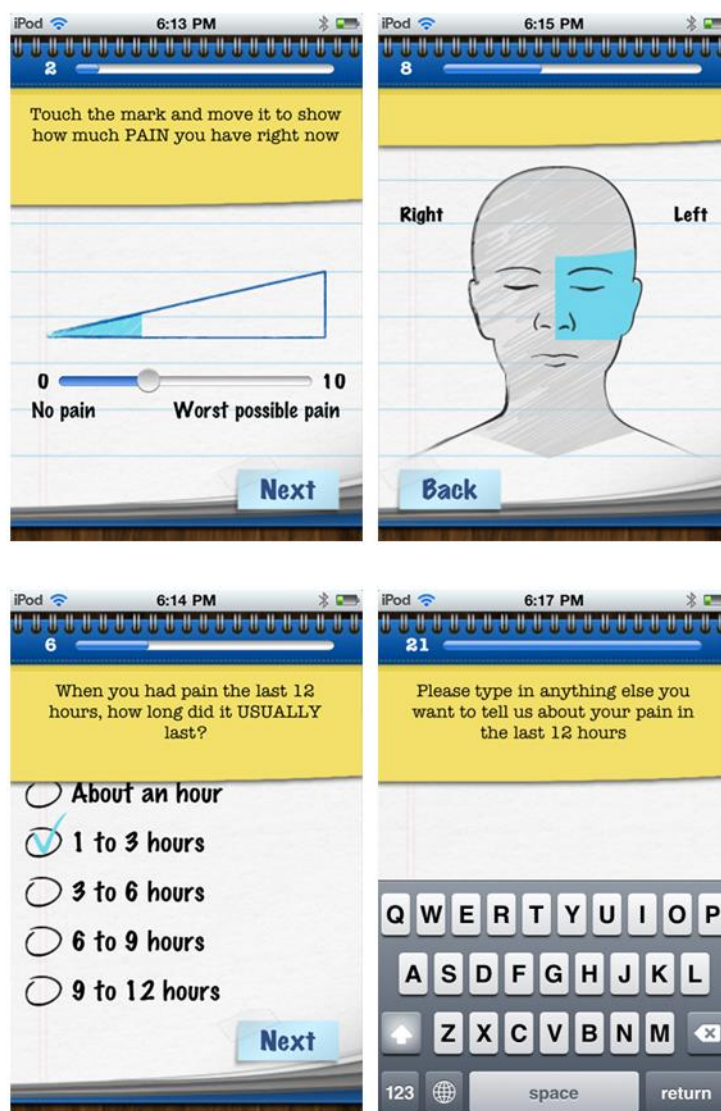 iPod 6:13 PM
2
Touch the mark and move it to show
how much PAIN you have right now
0 10
No pain Worst possible pain
Next
iPod 6:15 PM
8
Right Left
Back
iPod 6:14 PM
6
When you had pain the last 12
hours, how long did it USUALLY
last?
About an hour
1 to 3 hours
3 to 6 hours
6 to 9 hours
9 to 12 hours
Next
iPod 6:17 PM
21
Please type in anything else you
want to tell us about your pain in
the last 12 hours
Q W E R T Y U I O P
A S D F G H J K L
Z X C V B N M
123 space return